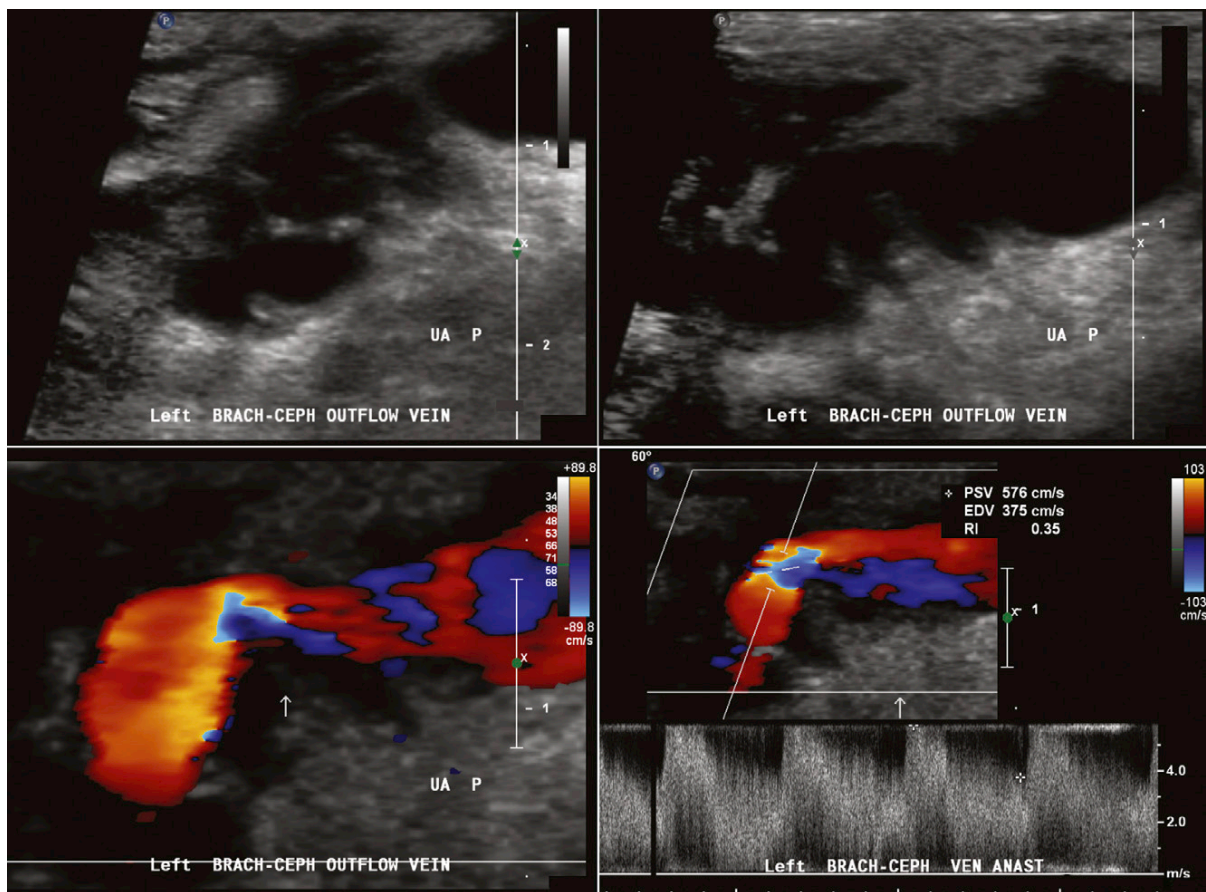 P
1
x
UA P
2
Left BRACH-CEPH OUTFLOW VEIN
P
1
x
UA P
Left BRACH-CEPH OUTFLOW VEIN
+89.8
34
38
48
53
66
71
58
68
-89.8
cm/s
x
1
UA P
Left BRACH-CEPH OUTFLOW VEIN
60°
P
PSV 576 cm/s
EDV 375 cm/s
RI 0.35
103
-103
cm/s
x 1
4.0
2.0
Left BRACH-CEPH VEN ANAST
m/s